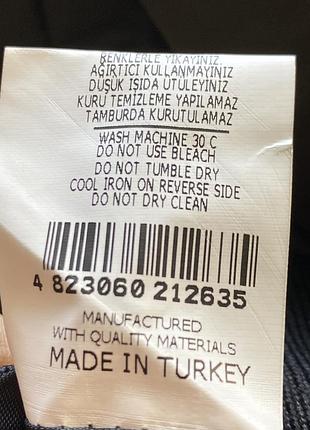 RENKLERLE YIKAYINIZ
AĞIRTICI KULLANMAYINIZ
DÜŞÜK ISIDA ÜTÜLEYINIZ
KURU TEMİZLEME YAPILAMAZ
TAMBURDA KURUTULAMAZ
WASH MACHINE 30 C
DO NOT USE BLEACH
DO NOT TUMBLE DRY
COOL IRON ON REVERSE SIDE
DO NOT DRY CLEAN
4 823060 212635
MANUFACTURED
WITH QUALITY MATERIALS
MADE IN TURKEY